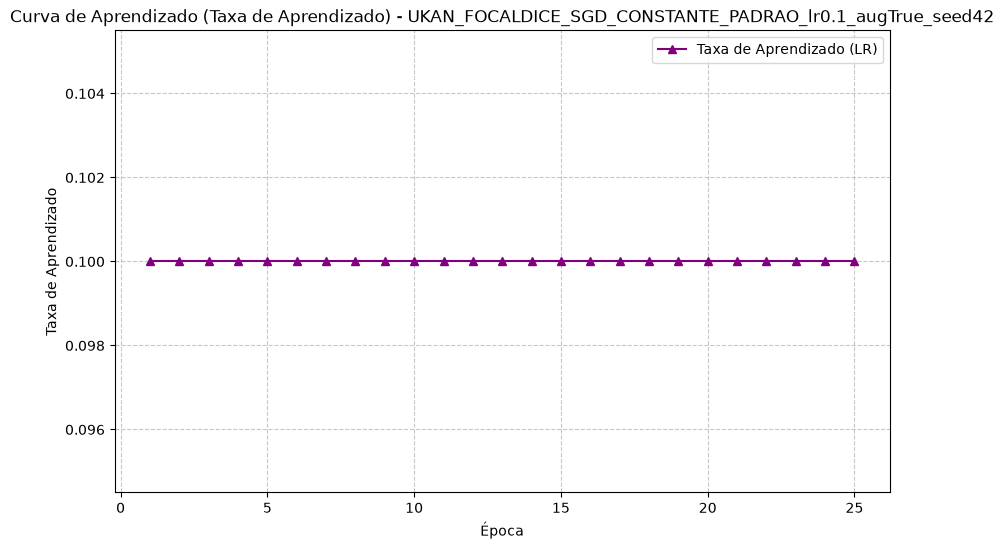 Curva de Aprendizado (Taxa de Aprendizado) - UKAN_FOCALDICE_SGD_CONSTANTE_PADRAO_lr0.1_augTrue_seed42
Taxa de Aprendizado (LR)
0.104
0.102
0.100
0.098
0.096
Taxa de Aprendizado
0
5
10
15
20
25
Época